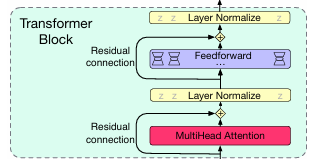 Transformer
Block
z z Layer Normalize z
Residual
connection
+
Feedforward
...
z z Layer Normalize z
Residual
connection
+
MultiHead Attention